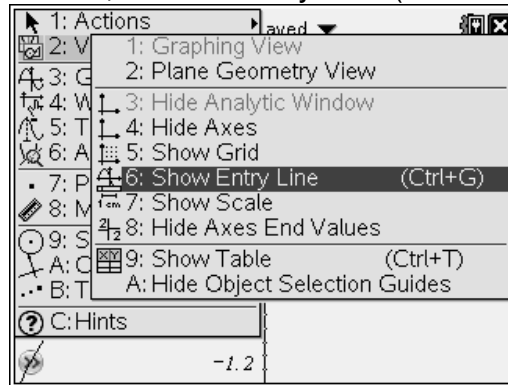 1: Actions
aved
2: V
1: Graphing View
2: Plane Geometry View
3: G
4: W
3: Hide Analytic Window
4: Hide Axes
5: T
5: Show Grid
6: A
6: Show Entry Line (Ctrl+G)
7: P
7: Show Scale
8: M
8: Hide Axes End Values
9: S
9: Show Table (Ctrl+T)
A: C
A: Hide Object Selection Guides
B: T
C: Hints
-1.2